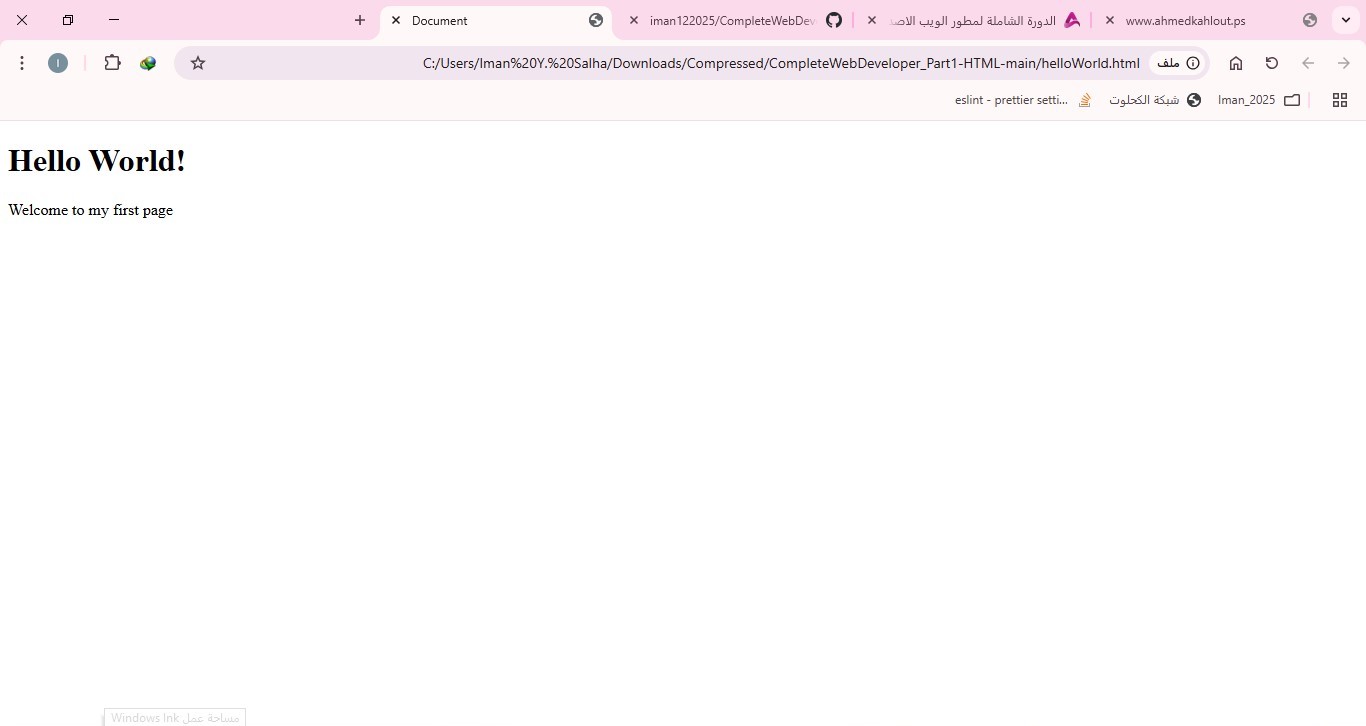 Document
iman122025/CompleteWebDev
الدورة الشاملة لمطور الويب الاصد
www.ahmedkahlout.ps
I
C:/Users/Iman%20Y.%20Salha/Downloads/Compressed/CompleteWebDeveloper_Part1-HTML-main/helloWorld.html
ملف
eslint - prettier setti...
شبكة الكحلوت
Iman_2025
Hello World!
Welcome to my first page
مساحة عمل Windows Ink